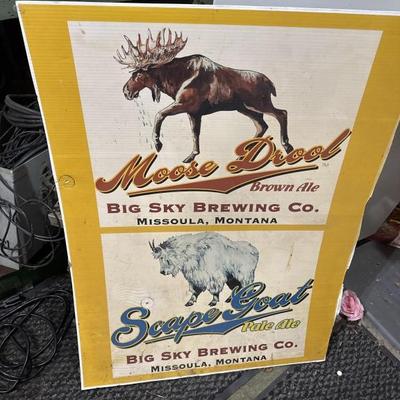 Moose Drool
Brown Ale
BIG SKY BREWING CO.
MISSOULA, MONTANA
Scape Goat
Pale Ale
BIG SKY BREWING CO.
MISSOULA, MONTANA